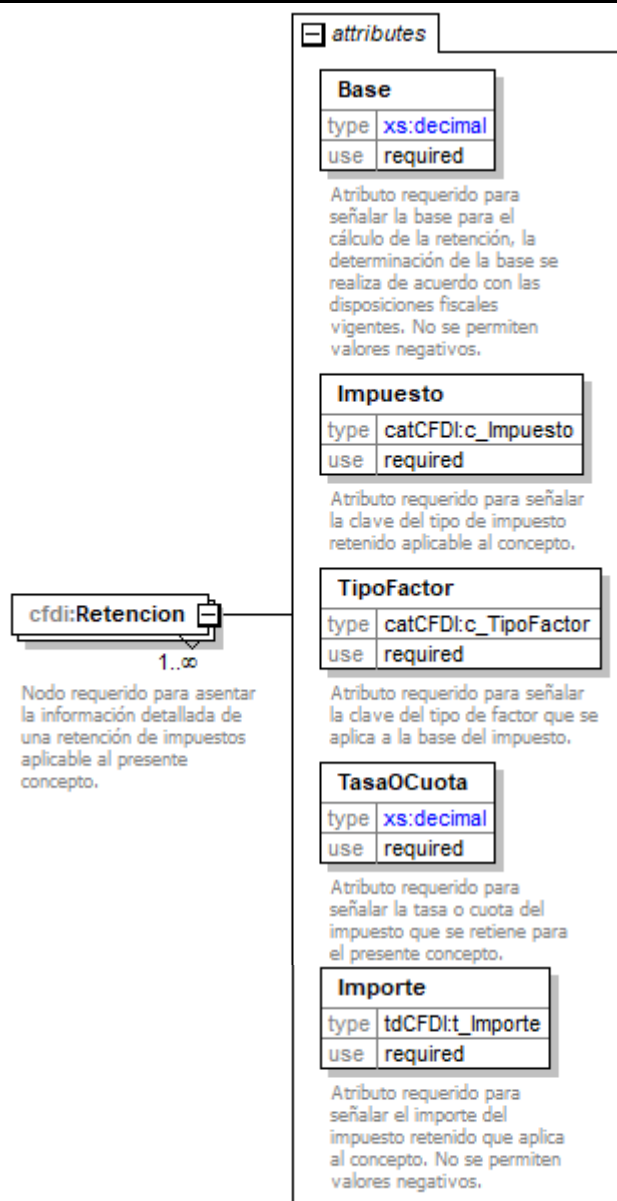 attributes
Base
type xs:decimal
use required
Atributo requerido para
señalar la base para el
cálculo de la retención, la
determinación de la base se
realiza de acuerdo con las
disposiciones fiscales
vigentes. No se permiten
valores negativos.
Impuesto
type catCFDI:c_Impuesto
use required
Atributo requerido para señalar
la clave del tipo de impuesto
retenido aplicable al concepto.
cfdi:Retencion
1..∞
Nodo requerido para asentar
la información detallada de
una retención de impuestos
aplicable al presente
concepto.
TipoFactor
type catCFDI:c_TipoFactor
use required
Atributo requerido para señalar
la clave del tipo de factor que se
aplica a la base del impuesto.
TasaOCuota
type xs:decimal
use required
Atributo requerido para
señalar la tasa o cuota del
impuesto que se retiene para
el presente concepto.
Importe
type tdCFDI:t_Importe
use required
Atributo requerido para
señalar el importe del
impuesto retenido que aplica
al concepto. No se permiten
valores negativos.